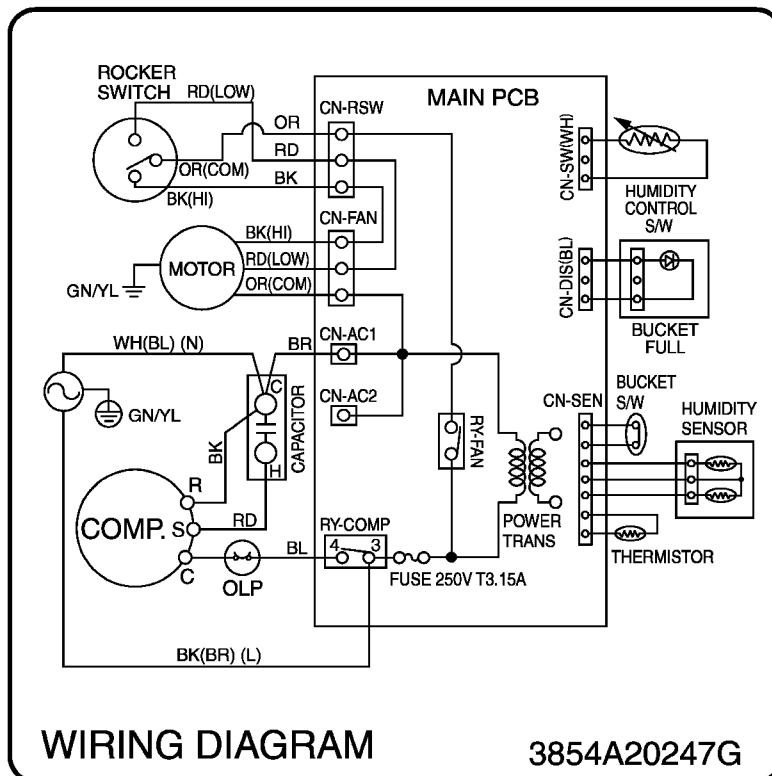 ROCKER
SWITCH
RD(LOW)
OR
OR(COM)
RD
BK
BK(HI)
CN-RSW
MAIN PCB
CN-SW(WH)
HUMIDITY
CONTROL
S/W
CN-FAN
BK(HI)
RD(LOW)
OR(COM)
MOTOR
GN/YL
CN-DIS(BL)
BUCKET
FULL
WH(BL) (N)
BR
CN-AC1
CN-AC2
GN/YL
C
H
CAPACITOR
BK
RY-FAN
CN-SEN
BUCKET
S/W
HUMIDITY
SENSOR
COMP.
R
S
C
RD
OLP
BL
RY-COMP
4 3
FUSE 250V T3.15A
POWER
TRANS
THERMISTOR
BK(BR) (L)
WIRING DIAGRAM
3854A20247G